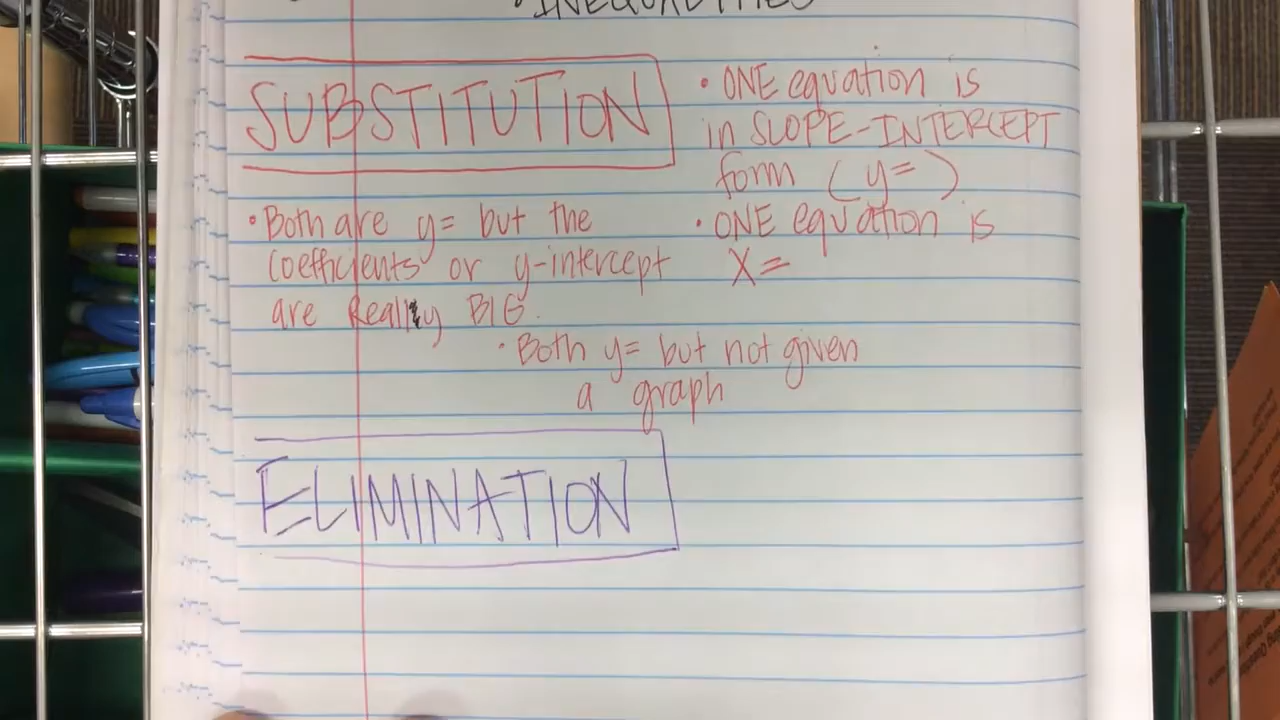 • INEQUALITIES
SUBSTITUTION
• ONE equation is
in SLOPE-INTERCEPT
form (y= )
• ONE equation is
X=
• Both are y= but the
coefficients or y-intercept
are Really BIG.
• Both y= but not given
a graph
ELIMINATION